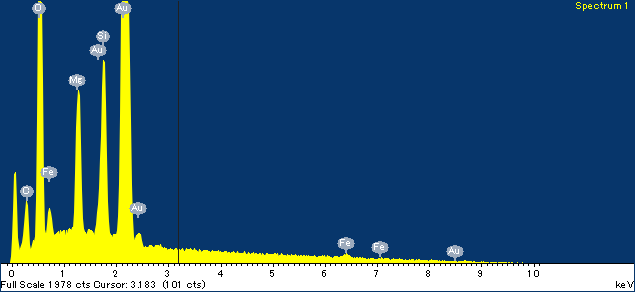 Spectrum 1
O Au
Si
Au
Mg
Fe
C
Au
Fe Fe Au
0 1 2 3 4 5 6 7 8 9 10
Full Scale 1978 cts Cursor: 3.183 (101 cts) keV